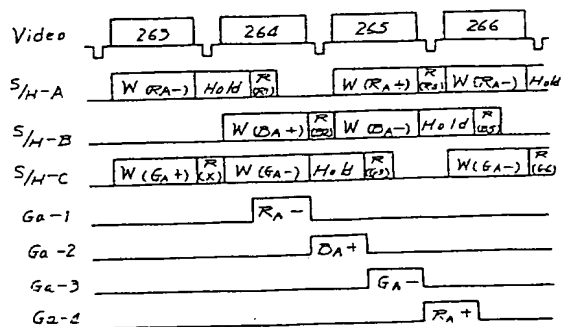 Video 263 264 265 266
S/H-A W(RA-) Hold R W(RA+) R W(RA-) Hold
S/H-B W(BA+) R W(BA-) Hold R
S/H-C W(GA+) R (X) W(GA-) Hold R W(GA-) R
Ga-1 RA-
Ga-2 BA+
Ga-3 GA-
Ga-4 RA+